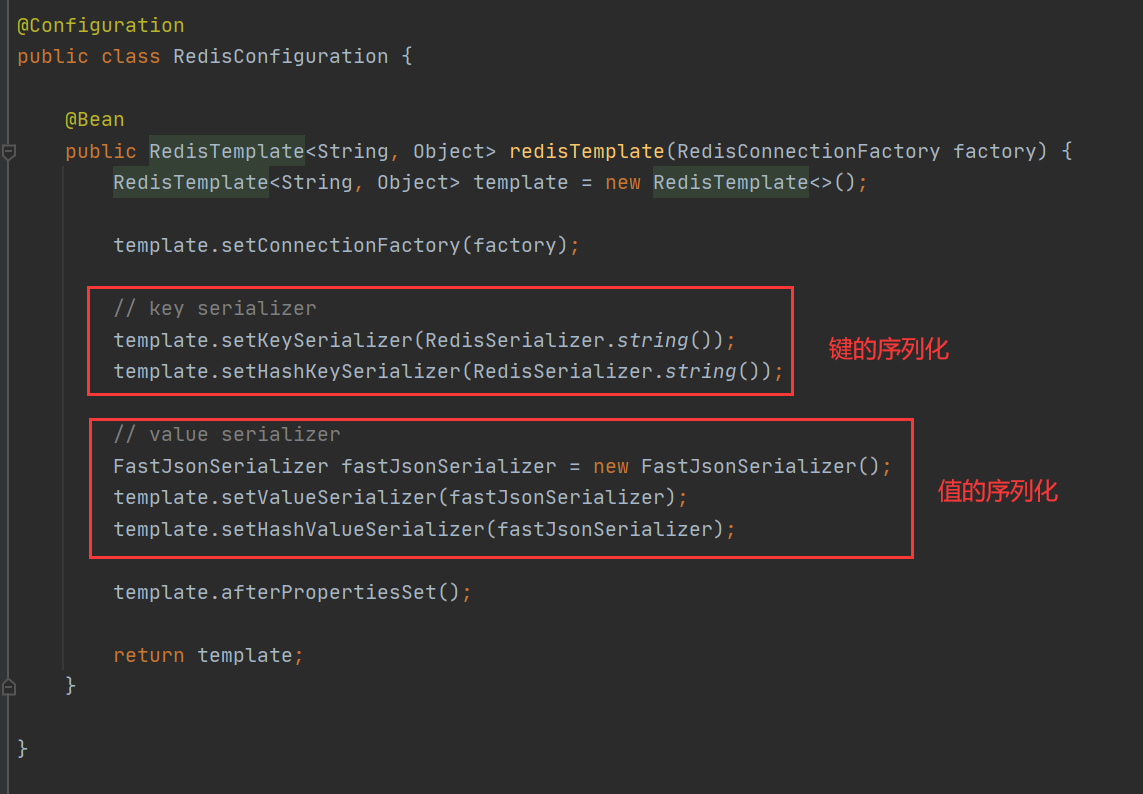 @Configuration
public class RedisConfiguration {
@Bean
public RedisTemplate<String, Object> redisTemplate(RedisConnectionFactory factory) {
RedisTemplate<String, Object> template = new RedisTemplate<>();
template.setConnectionFactory(factory);
// key serializer
template.setKeySerializer(RedisSerializer.string());
template.setHashKeySerializer(RedisSerializer.string());
键的序列化
// value serializer
FastJsonSerializer fastJsonSerializer = new FastJsonSerializer();
template.setValueSerializer(fastJsonSerializer);
template.setHashValueSerializer(fastJsonSerializer);
值的序列化
template.afterPropertiesSet();
return template;
}
}